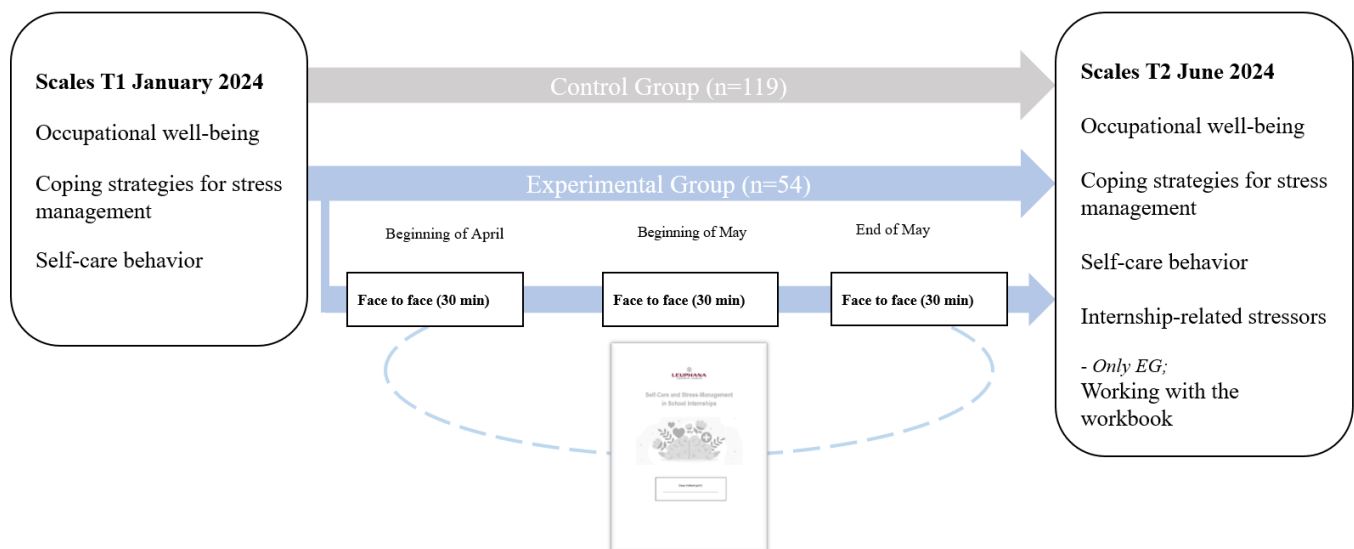 Scales T1 January 2024
Occupational well-being
Coping strategies for stress
management
Self-care behavior
Control Group (n=119)
Experimental Group (n=54)
Beginning of April
Beginning of May
End of May
Face to face (30 min)
Face to face (30 min)
Face to face (30 min)
LEUPHANA
Self-Care and Stress-Management
in School Internships
Scales T2 June 2024
Occupational well-being
Coping strategies for stress
management
Self-care behavior
Internship-related stressors
- Only EG;
Working with the
workbook